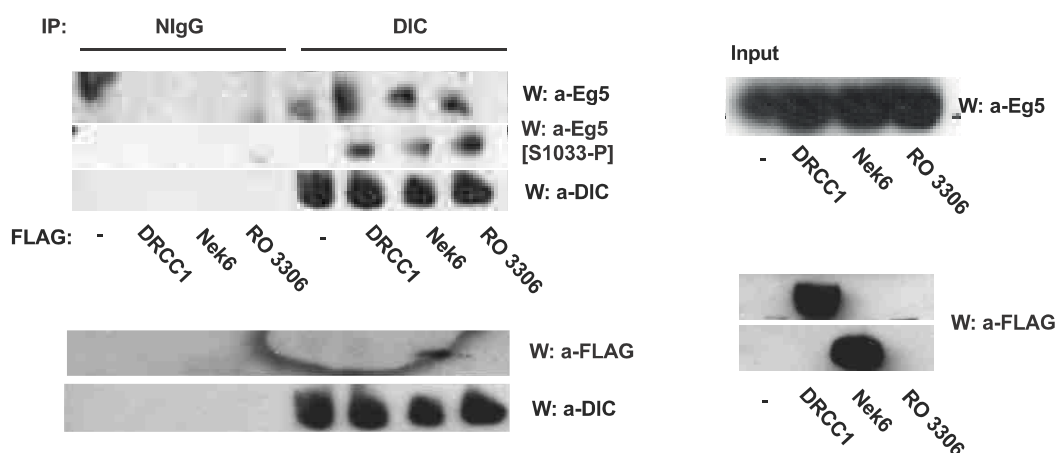 IP: NIgG DIC
W: a-Eg5
W: a-Eg5
[S1033-P]
W: a-DIC
FLAG: - DRCC1 Nek6 RO 3306 - DRCC1 Nek6 RO 3306
W: a-FLAG
W: a-DIC
Input
W: a-Eg5
- DRCC1 Nek6 RO 3306
W: a-FLAG
- DRCC1 Nek6 RO 3306